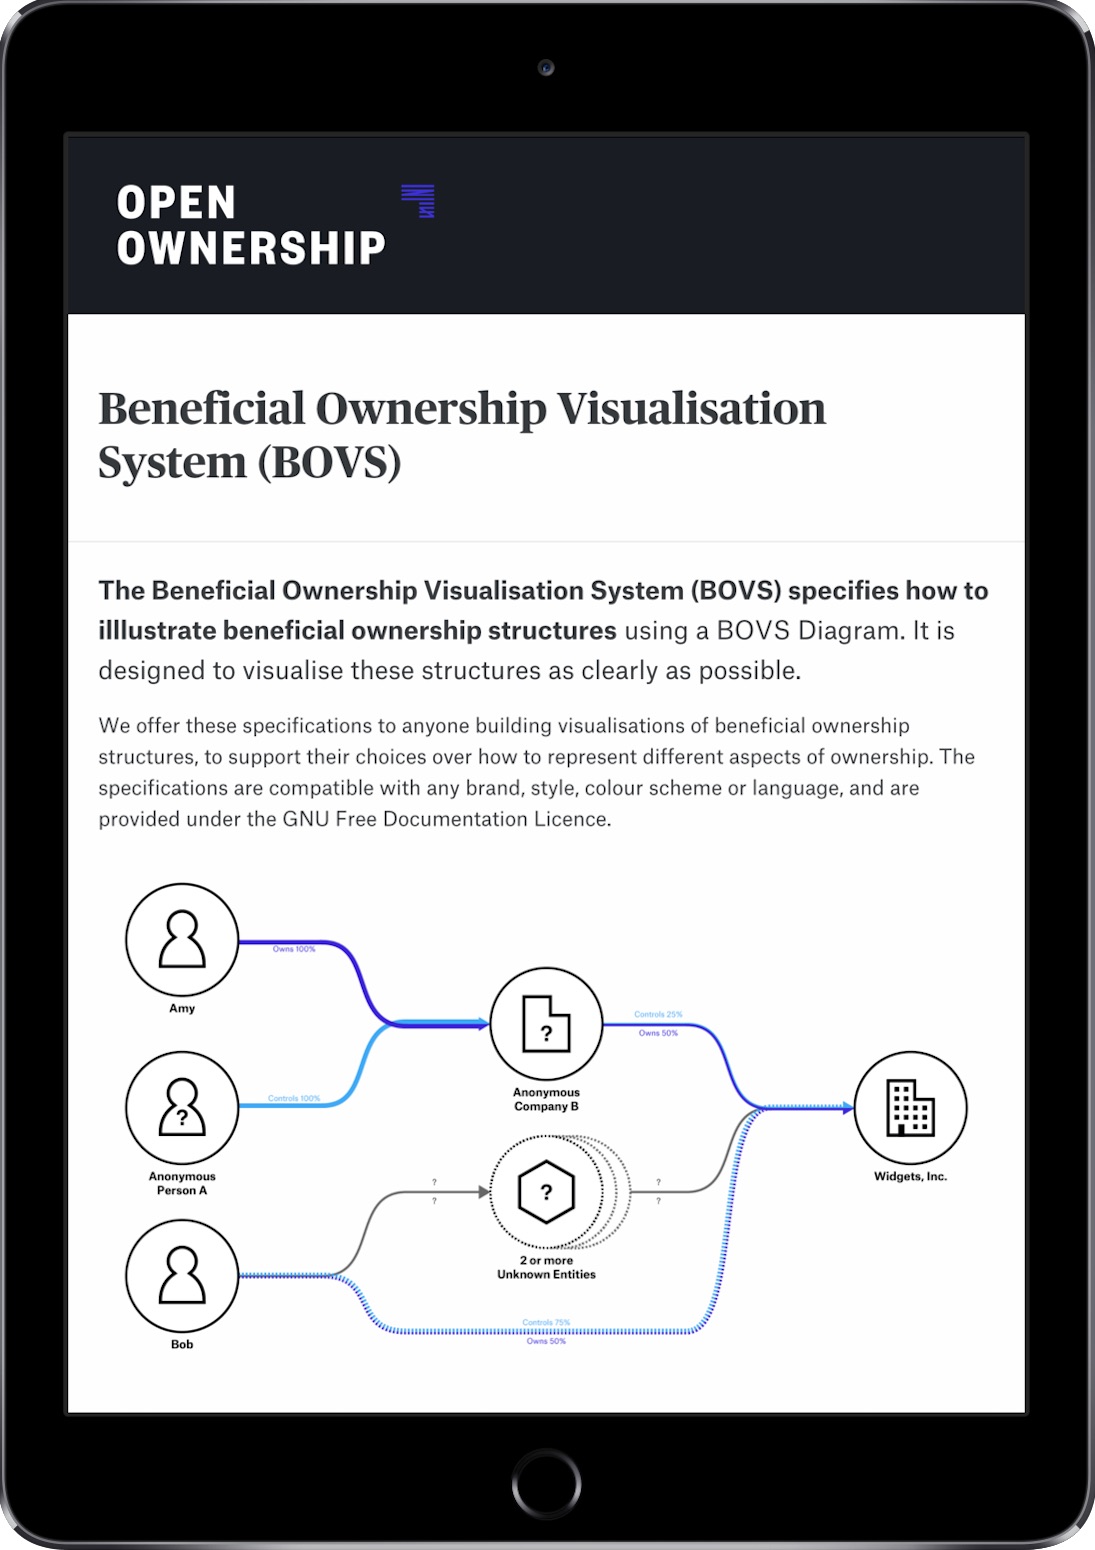 OPEN
OWNERSHIP
Beneficial Ownership Visualisation
System (BOVS)
The Beneficial Ownership Visualisation System (BOVS) specifies how to
illlustrate beneficial ownership structures using a BOVS Diagram. It is
designed to visualise these structures as clearly as possible.
We offer these specifications to anyone building visualisations of beneficial ownership
structures, to support their choices over how to represent different aspects of ownership. The
specifications are compatible with any brand, style, colour scheme or language, and are
provided under the GNU Free Documentation Licence.
Owns 100%
Amy
Controls 25%
?
Owns 50%
Anonymous
Company B
Controls 100%
?
Anonymous
Person A
Widgets, Inc.
?
?
?
?
?
2 or more
Unknown Entities
Controls 75%
Owns 50%
Bob